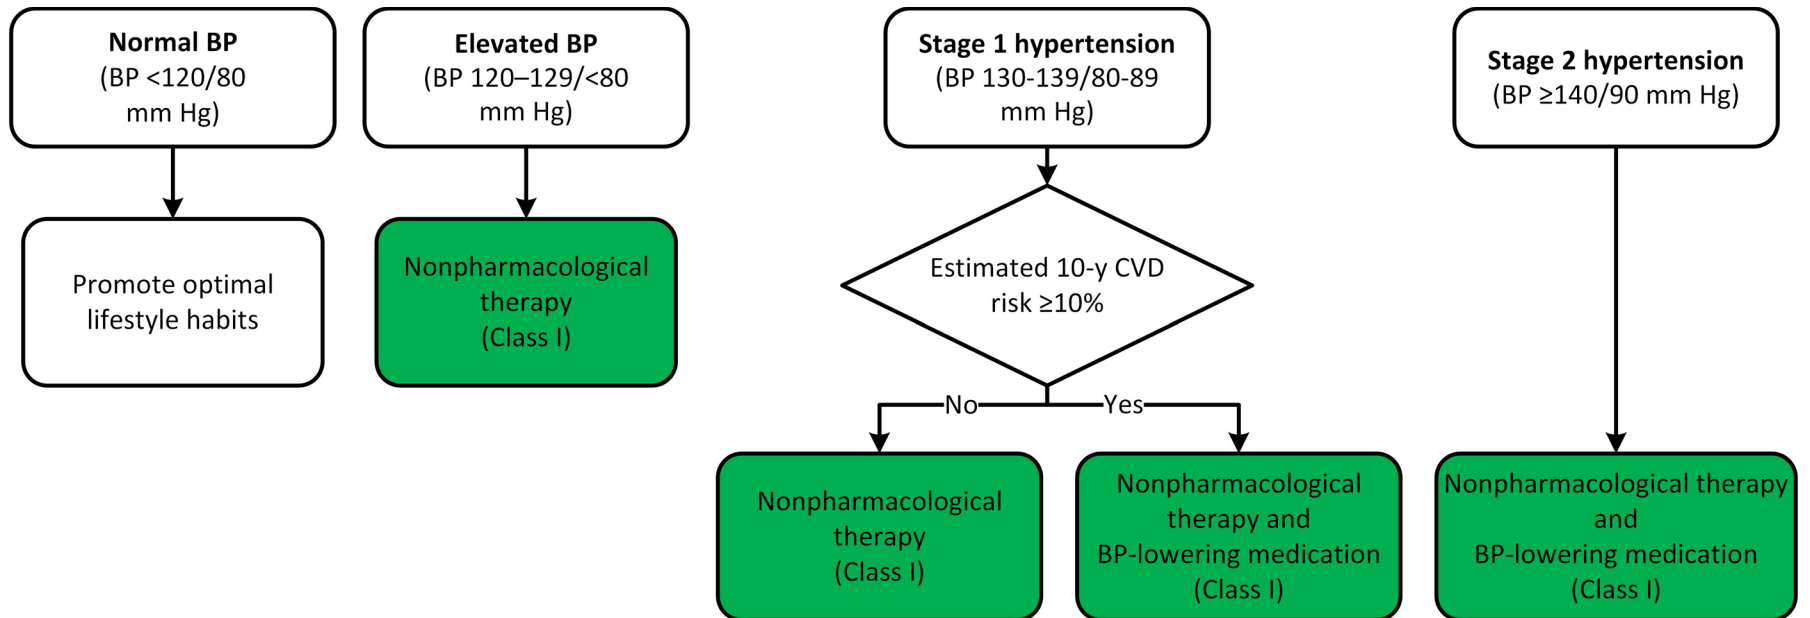 Normal BP
(BP <120/80
mm Hg)
Elevated BP
(BP 120–129/<80
mm Hg)
Stage 1 hypertension
(BP 130-139/80-89
mm Hg)
Stage 2 hypertension
(BP ≥140/90 mm Hg)
Promote optimal
lifestyle habits
Nonpharmacological
therapy
(Class I)
Estimated 10-y CVD
risk ≥10%
No
Yes
Nonpharmacological
therapy
(Class I)
Nonpharmacological
therapy and
BP-lowering medication
(Class I)
Nonpharmacological therapy
and
BP-lowering medication
(Class I)